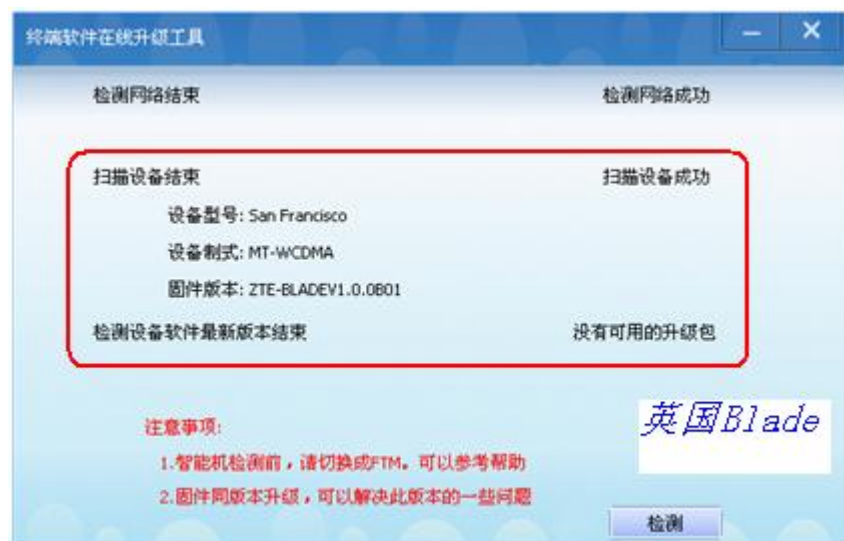 终端软件在线升级工具
检测网络结束 检测网络成功
扫描设备结束 扫描设备成功
设备型号: San Francisco
设备制式: MT-WCDMA
固件版本: ZTE-BLADEV1.0.0B01
检测设备软件最新版本结束 没有可用的升级包
注意事项:
英国Blade
1.智能机检测前，请切换成FTM。可以参考帮助
2.固件同版本升级，可以解决此版本的一些问题
检测